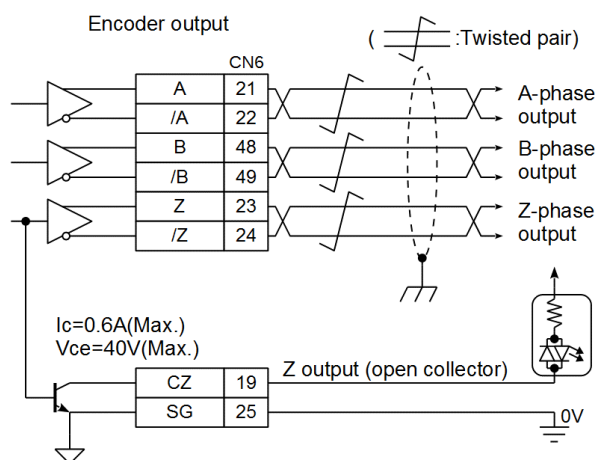 Encoder output
( :Twisted pair)
CN6
A 21
/A 22
A-phase output
B 48
/B 49
B-phase output
Z 23
/Z 24
Z-phase output
Ic=0.6A(Max.)
Vce=40V(Max.)
CZ 19
Z output (open collector)
SG 25
0V